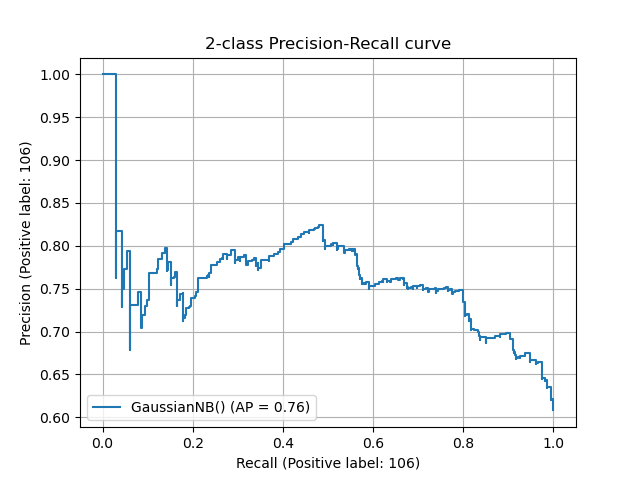 2-class Precision-Recall curve
Precision (Positive label: 106)
1.00
0.95
0.90
0.85
0.80
0.75
0.70
0.65
0.60
GaussianNB() (AP = 0.76)
0.0 0.2 0.4 0.6 0.8 1.0
Recall (Positive label: 106)